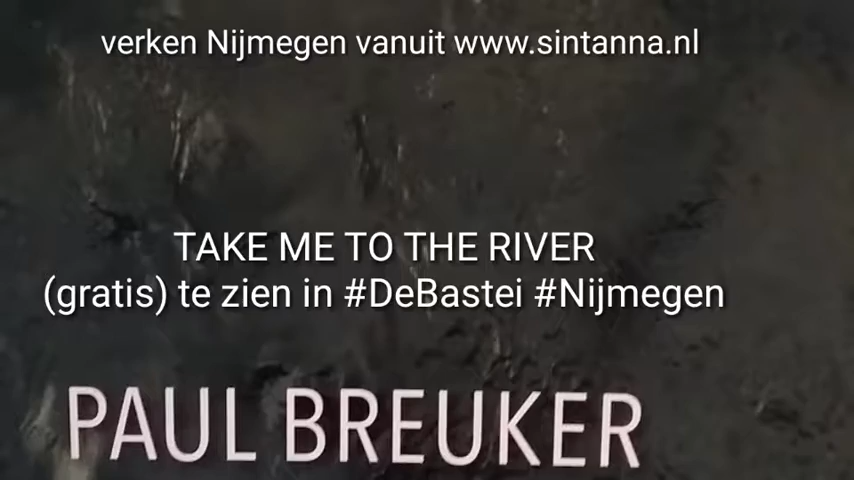 verken Nijmegen vanuit www.sintanna.nl
TAKE ME TO THE RIVER
(gratis) te zien in #DeBastei #Nijmegen
PAUL BREUKER